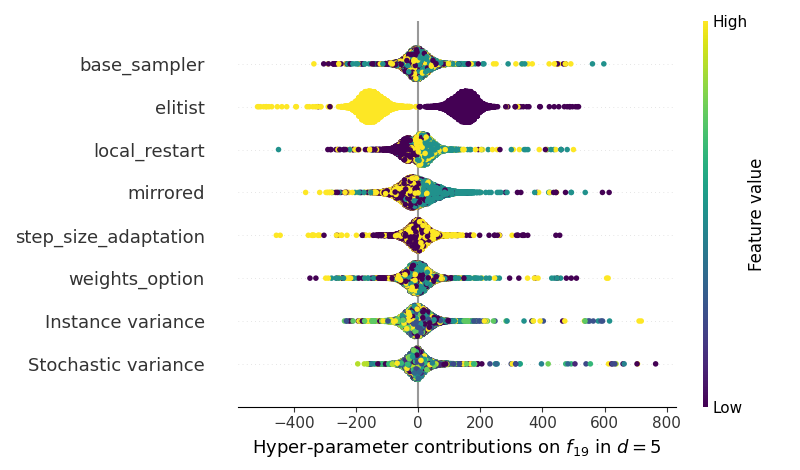 High
base_sampler
elitist
local_restart
mirrored
step_size_adaptation
weights_option
Instance variance
Stochastic variance
Feature value
Low
−400 −200 0 200 400 600 800
Hyper-parameter contributions on f₁₉ in d = 5